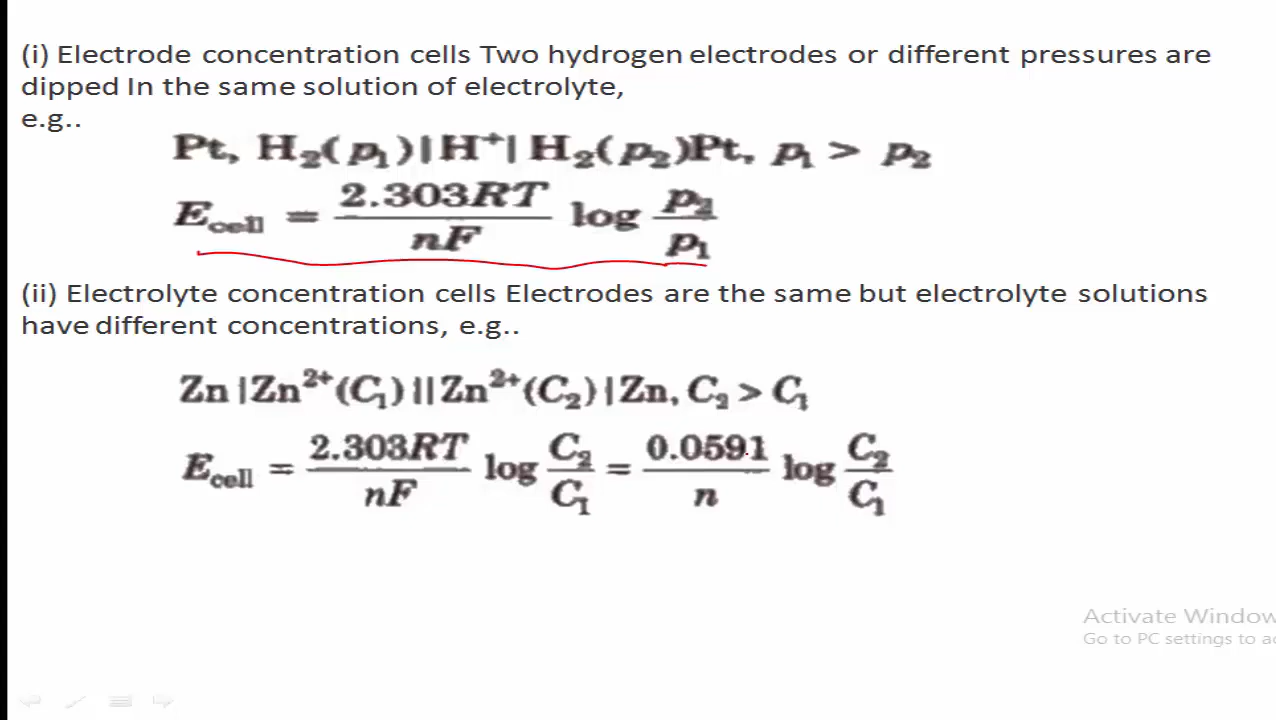 (i) Electrode concentration cells Two hydrogen electrodes or different pressures are
dipped In the same solution of electrolyte,
e.g..
Pt, H₂(p₁)|H⁺|H₂(p₂)Pt, p₁ > p₂
E_cell = 2.303RT/nF log p₂/p₁
(ii) Electrolyte concentration cells Electrodes are the same but electrolyte solutions
have different concentrations, e.g..
Zn|Zn²⁺(C₁)||Zn²⁺(C₂)|Zn, C₂ > C₁
E_cell = 2.303RT/nF log C₂/C₁ = 0.0591/n log C₂/C₁
Activate Window
Go to PC settings to a